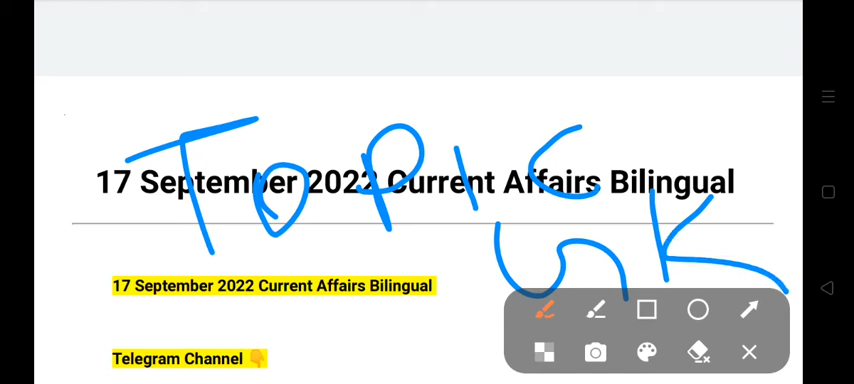 TOPIC
GK
17 September 2022 Current Affairs Bilingual
17 September 2022 Current Affairs Bilingual
Telegram Channel 👇